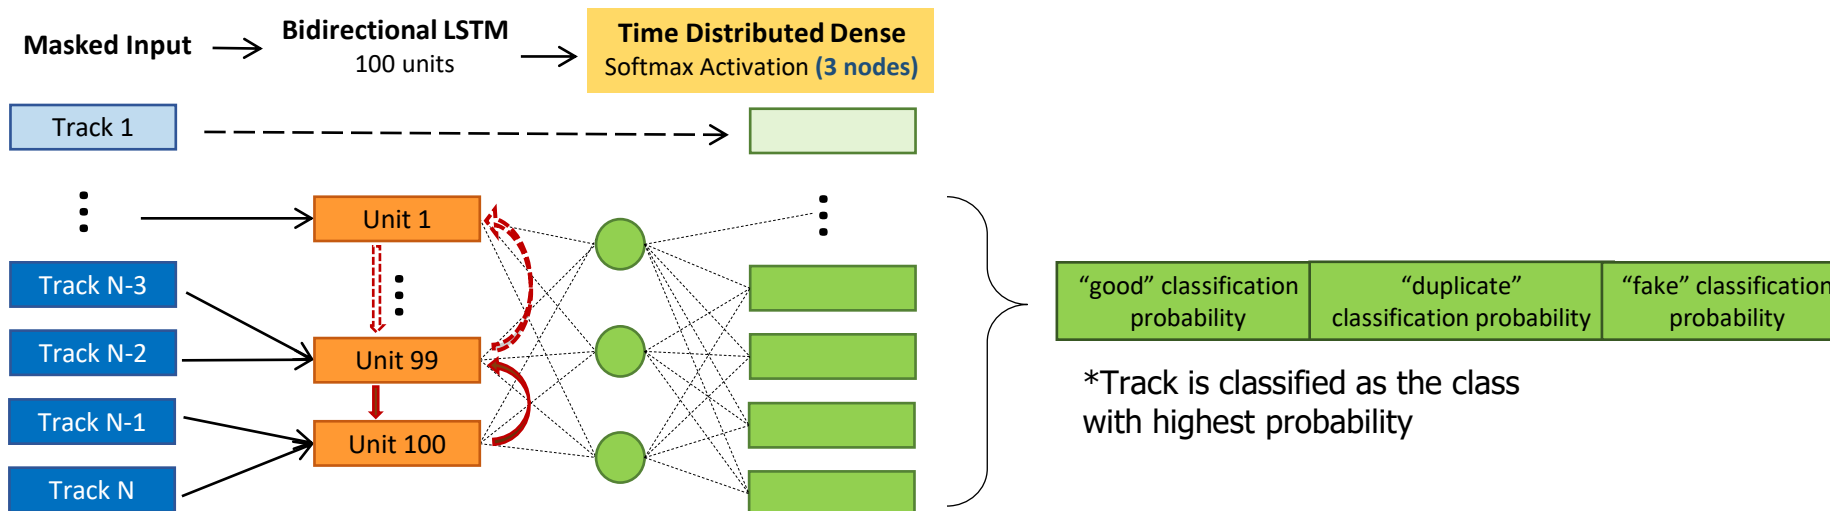 Masked Input
Bidirectional LSTM
100 units
Time Distributed Dense
Softmax Activation (3 nodes)
Track 1
Unit 1
Track N-3
Track N-2
Unit 99
Track N-1
Unit 100
Track N
“good” classification
probability
“duplicate”
classification probability
“fake” classification
probability
*Track is classified as the class
with highest probability